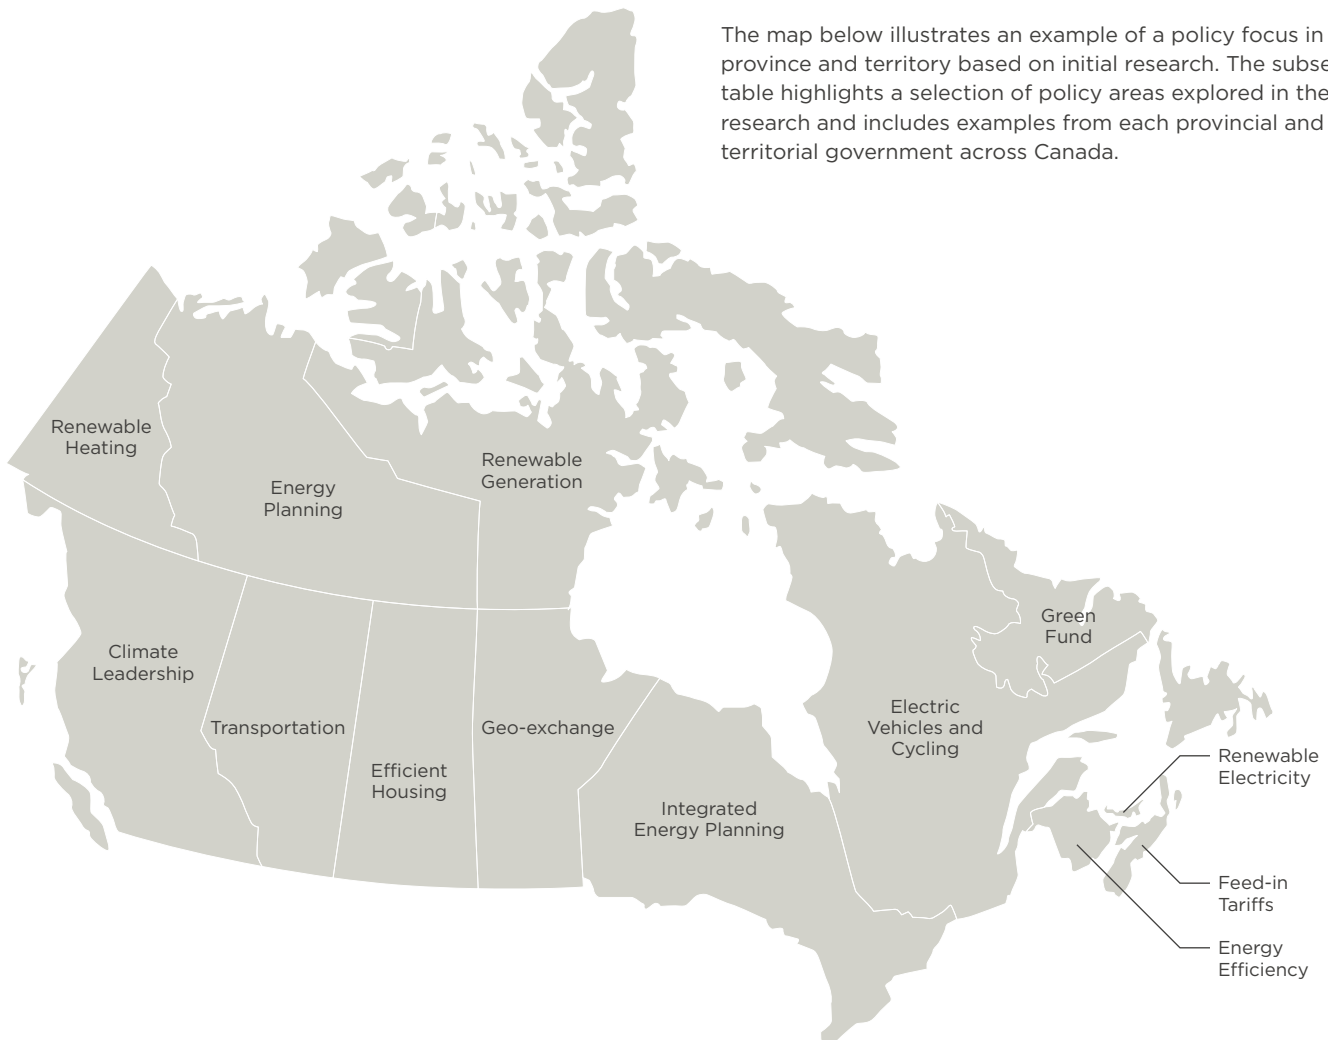 The map below illustrates an example of a policy focus in
province and territory based on initial research. The subse
table highlights a selection of policy areas explored in the
research and includes examples from each provincial and
territorial government across Canada.
Renewable
Heating
Energy
Planning
Renewable
Generation
Green
Fund
Climate
Leadership
Transportation
Efficient
Housing
Geo-exchange
Integrated
Energy Planning
Electric
Vehicles and
Cycling
Renewable
Electricity
Feed-in
Tariffs
Energy
Efficiency